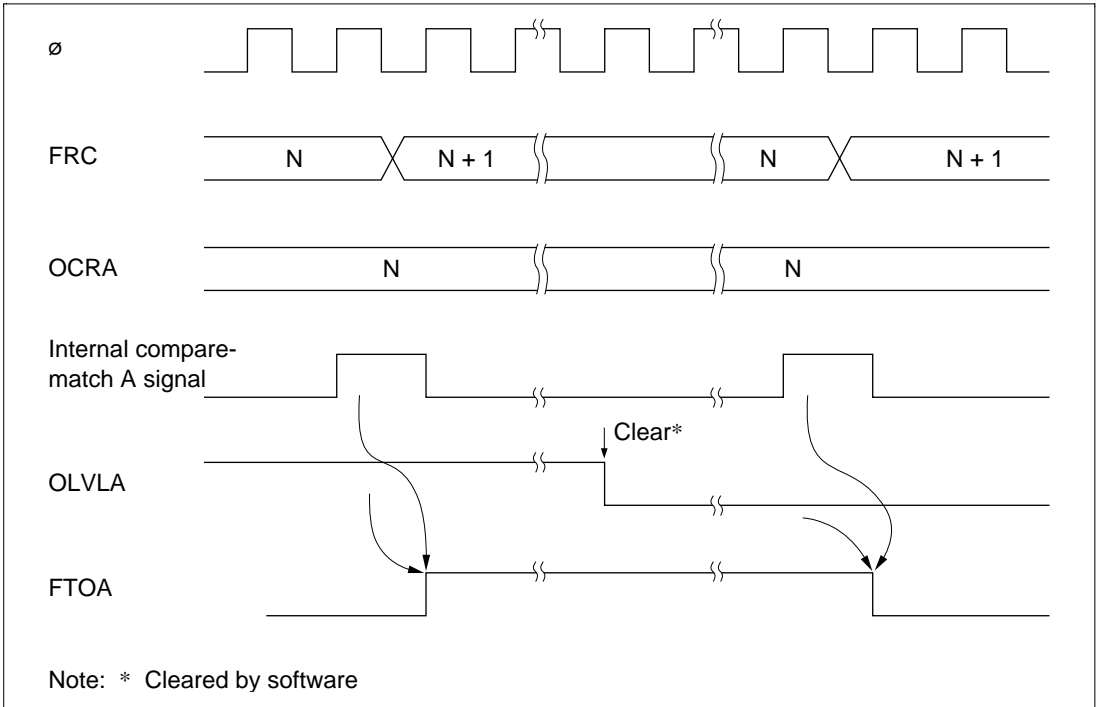 ø
FRC N N + 1 N N + 1
OCRA N N
Internal compare-
match A signal
Clear*
OLVLA
FTOA
Note: * Cleared by software